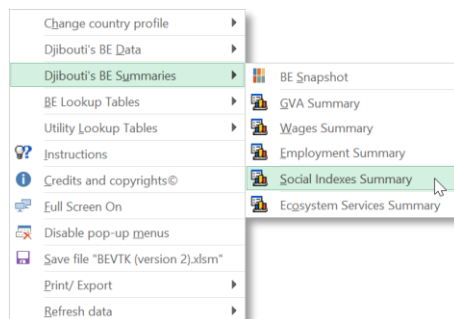 Change country profile
Djibouti's BE Data
Djibouti's BE Summaries
BE Lookup Tables
Utility Lookup Tables
Instructions
Credits and copyrights©
Full Screen On
Disable pop-up menus
Save file "BEVTK (version 2).xlsm"
Print/ Export
Refresh data
BE Snapshot
GVA Summary
Wages Summary
Employment Summary
Social Indexes Summary
Ecosystem Services Summary